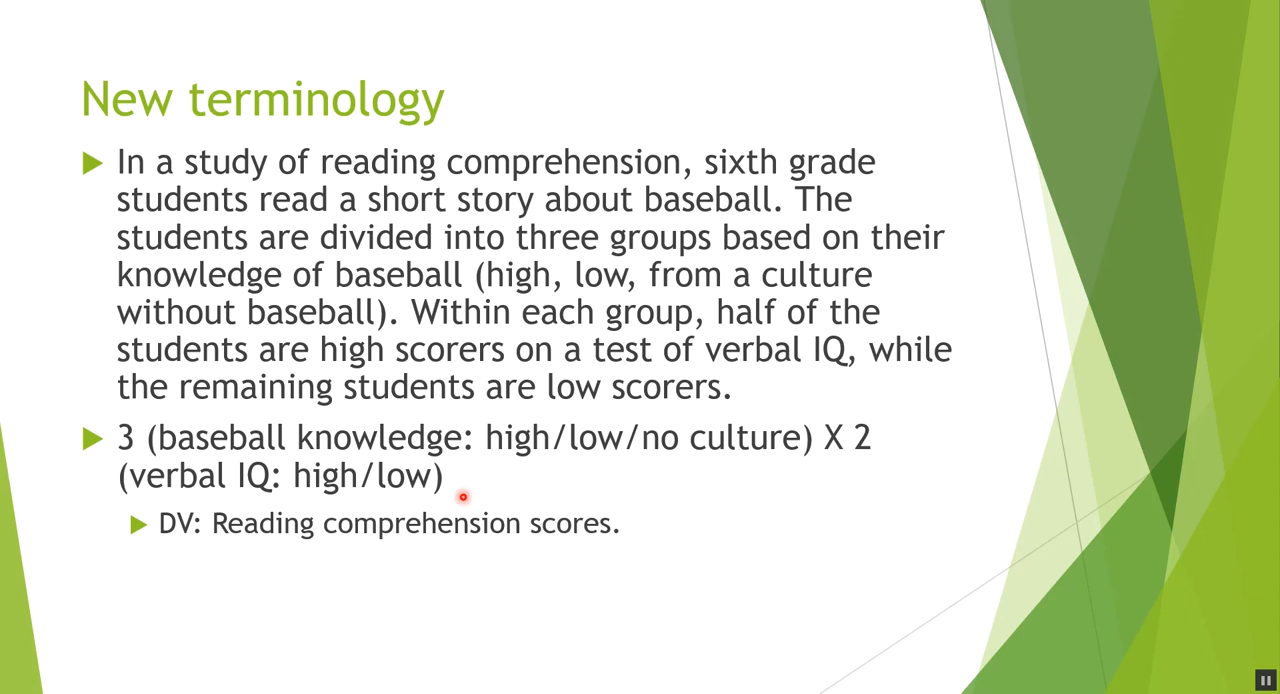 New terminology
In a study of reading comprehension, sixth grade
students read a short story about baseball. The
students are divided into three groups based on their
knowledge of baseball (high, low, from a culture
without baseball). Within each group, half of the
students are high scorers on a test of verbal IQ, while
the remaining students are low scorers.
3 (baseball knowledge: high/low/no culture) X 2
(verbal IQ: high/low)
DV: Reading comprehension scores.